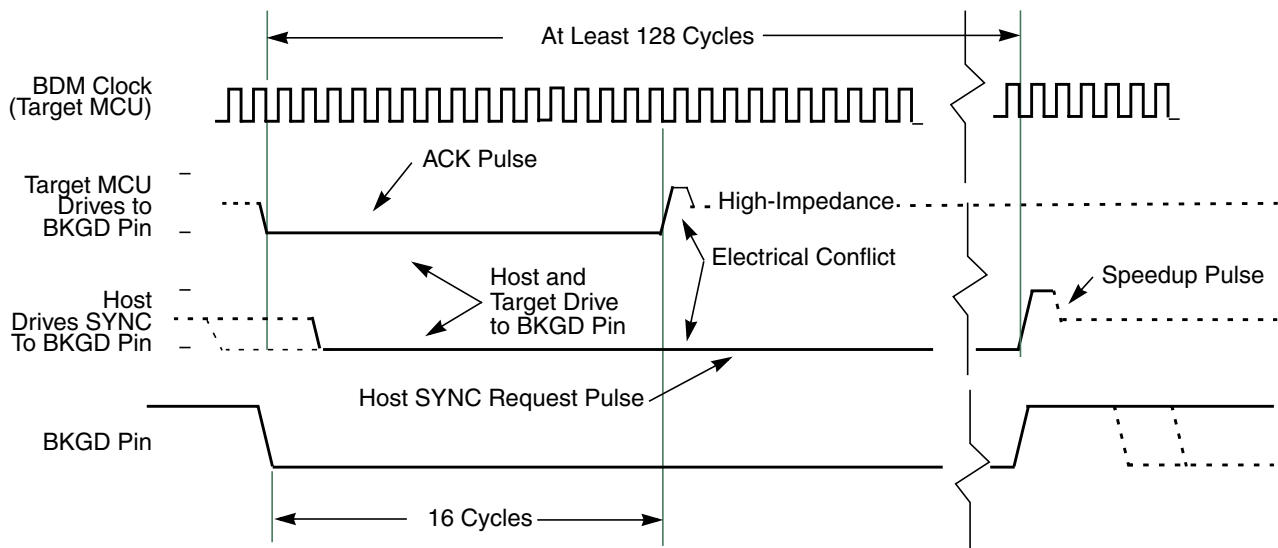 At Least 128 Cycles
BDM Clock
(Target MCU)
ACK Pulse
Target MCU
Drives to
BKGD Pin
High-Impedance
Electrical Conflict
Host and
Target Drive
to BKGD Pin
Speedup Pulse
Host
Drives SYNC
To BKGD Pin
Host SYNC Request Pulse
BKGD Pin
16 Cycles